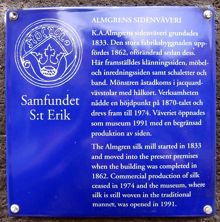 ALMGRENS SIDENVÄVERI
K.A. Almgrens sidenväveri grundades
1833. Den stora fabriksbyggnaden upp-
fördes 1862, oförändrad sedan dess.
Här framställdes klänningssiden, möbel-
och inredningssiden samt schaletter och
band. Mönstren åstadkoms i jacquard-
vävstolar med hålkort. Verksamheten
nådde en höjdpunkt på 1870-talet och
drevs fram till 1974. Väveriet öppnades
som museum 1991 med en begränsad
produktion av siden.
The Almgren silk mill started in 1833
and moved into the present premises
when the building was completed in
1862. Commercial production of silk
ceased in 1974 and the museum, where
silk is still woven in the traditional
manner, was opened in 1991.
Samfundet
S:t Erik